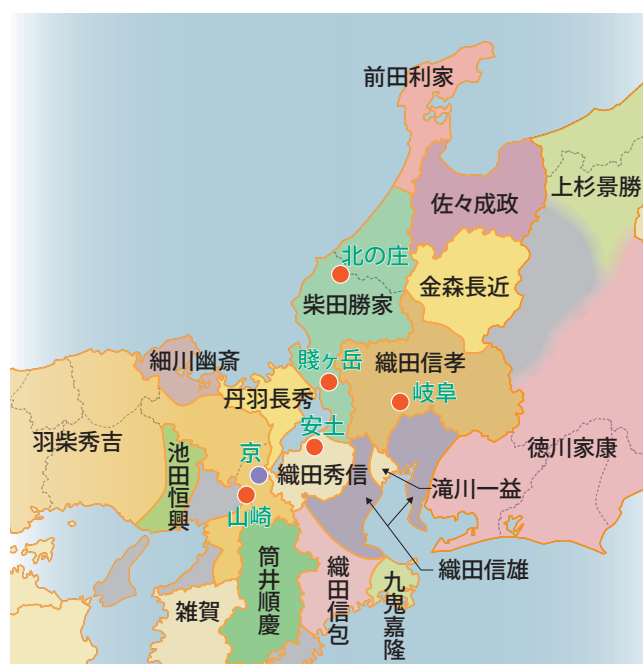 前田利家
佐々成政
上杉景勝
北の庄
金森長近
柴田勝家
細川幽斎
賤ヶ岳
織田信孝
岐阜
丹羽長秀
羽柴秀吉
池田恒興
京
安土
織田秀信
徳川家康
滝川一益
山崎
筒井順慶
織田信包
織田信雄
九鬼嘉隆
雑賀